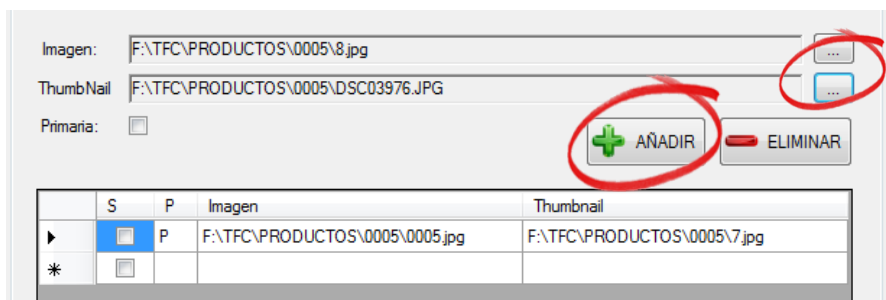 Imagen: F:\TFC\PRODUCTOS\0005\8.jpg ...
ThumbNail F:\TFC\PRODUCTOS\0005\DSC03976.JPG ...
Primaria:
AÑADIR ELIMINAR
S P Imagen Thumbnail
P F:\TFC\PRODUCTOS\0005\0005.jpg F:\TFC\PRODUCTOS\0005\7.jpg